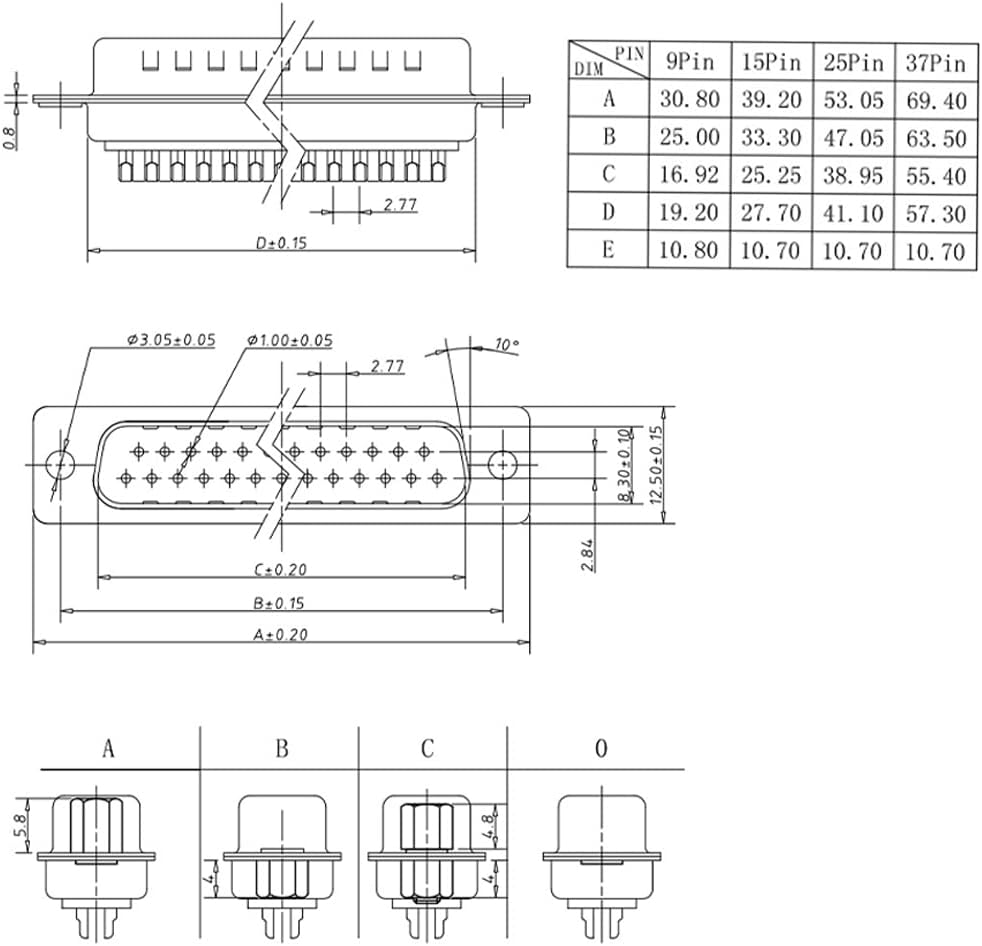 0.8
2.77
D±0.15
PIN
DIM
9Pin 15Pin 25Pin 37Pin
A 30.80 39.20 53.05 69.40
B 25.00 33.30 47.05 63.50
C 16.92 25.25 38.95 55.40
D 19.20 27.70 41.10 57.30
E 10.80 10.70 10.70 10.70
Ø3.05±0.05
Ø1.00±0.05
2.77
10°
8.30±0.10
12.50±0.15
2.84
C±0.20
B±0.15
A±0.20
A B C O
5.8
4
4.8
4